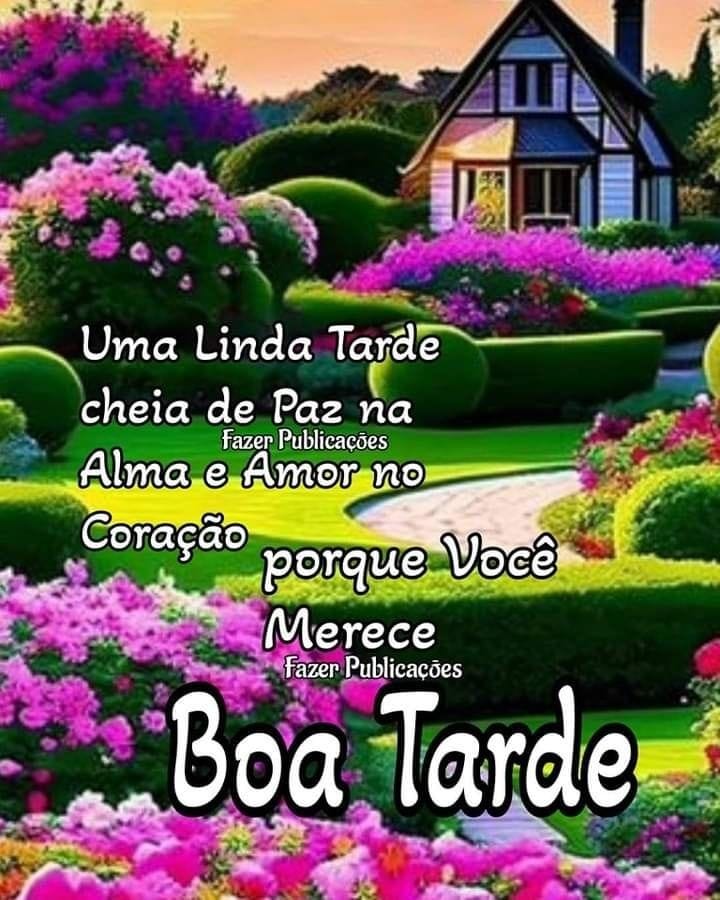 Uma Linda Tarde
cheia de Paz na
Fazer Publicações
Alma e Amor no
Coração
porque Você
Merece
Fazer Publicações
Boa Tarde